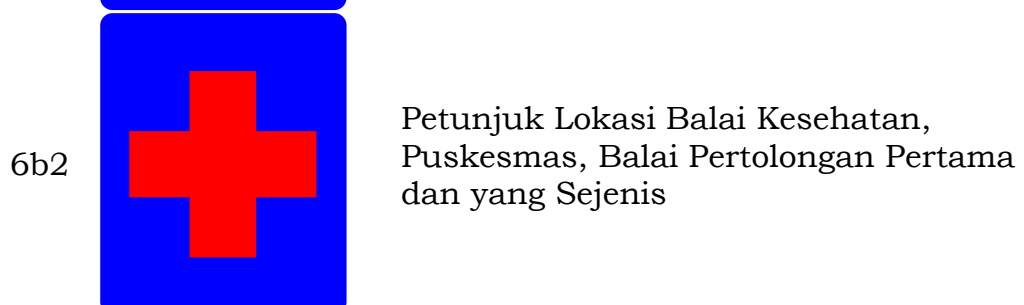 6b2
Petunjuk Lokasi Balai Kesehatan,
Puskesmas, Balai Pertolongan Pertama
dan yang Sejenis